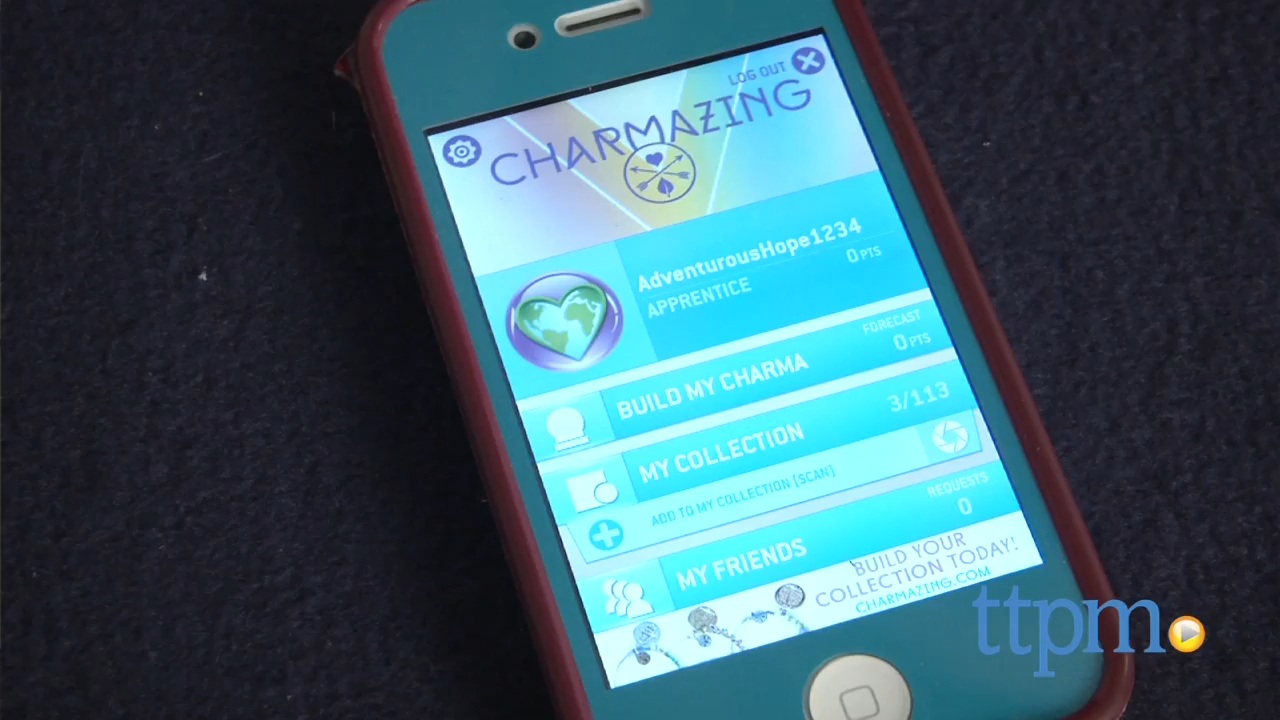 LOG OUT
CHARMAZING
AdventurousHope1234
0 PTS
APPRENTICE
FORECAST
0 PTS
BUILD MY CHARMA
3/113
MY COLLECTION
ADD TO MY COLLECTION (SCAN)
REQUESTS
0
MY FRIENDS
BUILD YOUR
COLLECTION TODAY!
CHARMAZING.COM
ttpm